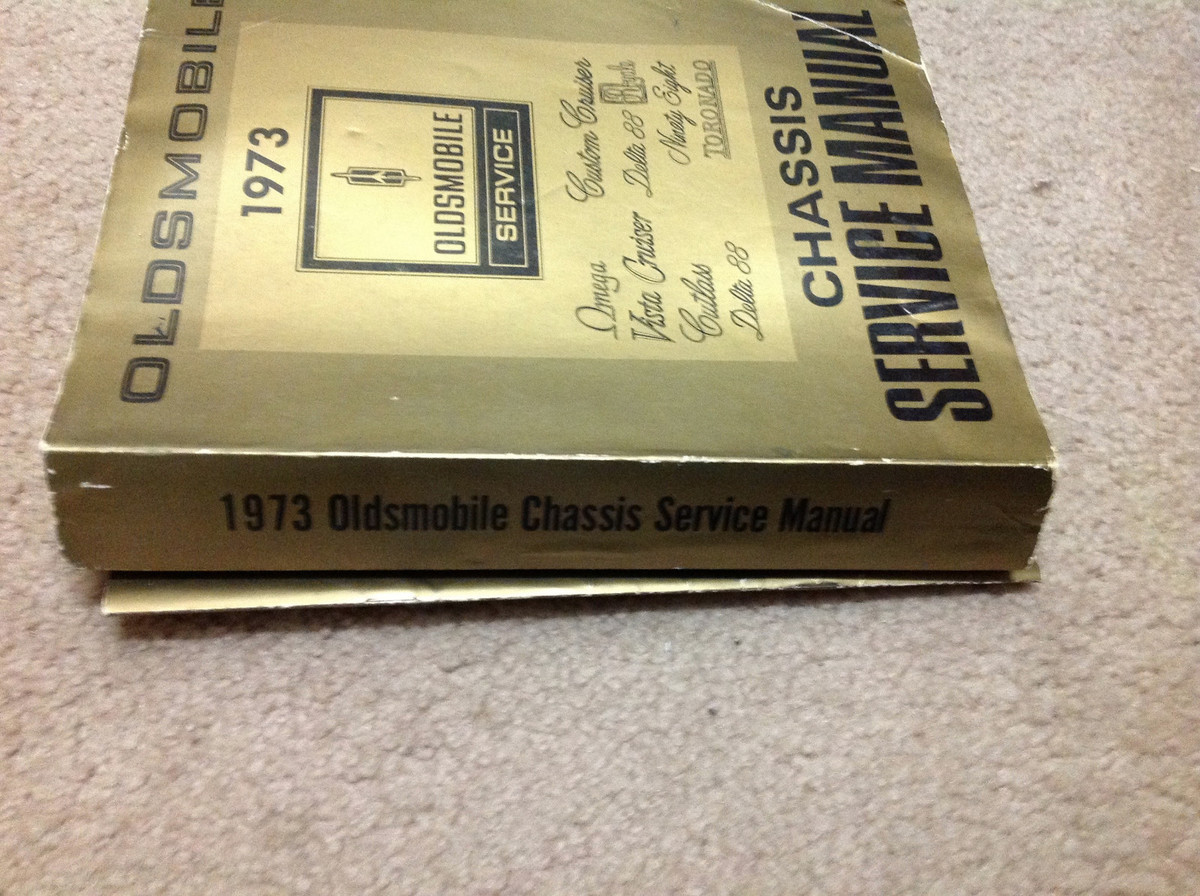 OLDSMOBILE
1973
OLDSMOBILE
SERVICE
Omega
Custom Cruiser
Vista Cruiser
Delta 88 Royale
Cutlass
Ninety Eight
Delta 88
TORONADO
CHASSIS
SERVICE MANUAL
1973 Oldsmobile Chassis Service Manual